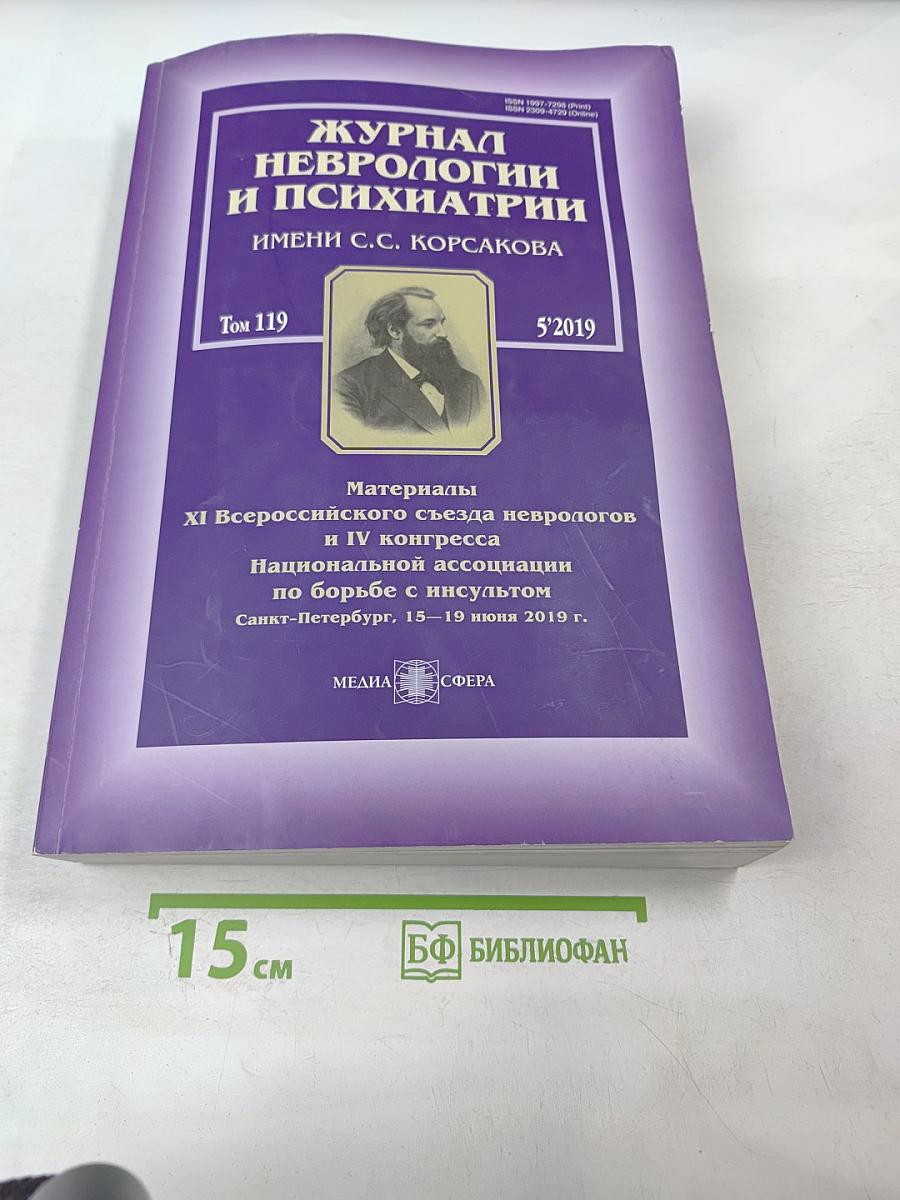 ISSN 1997-7298 (Print)
ISSN 2309-4729 (Online)
ЖУРНАЛ
НЕВРОЛОГИИ
И ПСИХИАТРИИ
ИМЕНИ С.С. КОРСАКОВА
Том 119
5'2019
Материалы
XI Всероссийского съезда неврологов
и IV конгресса
Национальной ассоциации
по борьбе с инсультом
Санкт-Петербург, 15—19 июня 2019 г.
МЕДИА СФЕРА
15 см
БФ БИБЛИОФАН